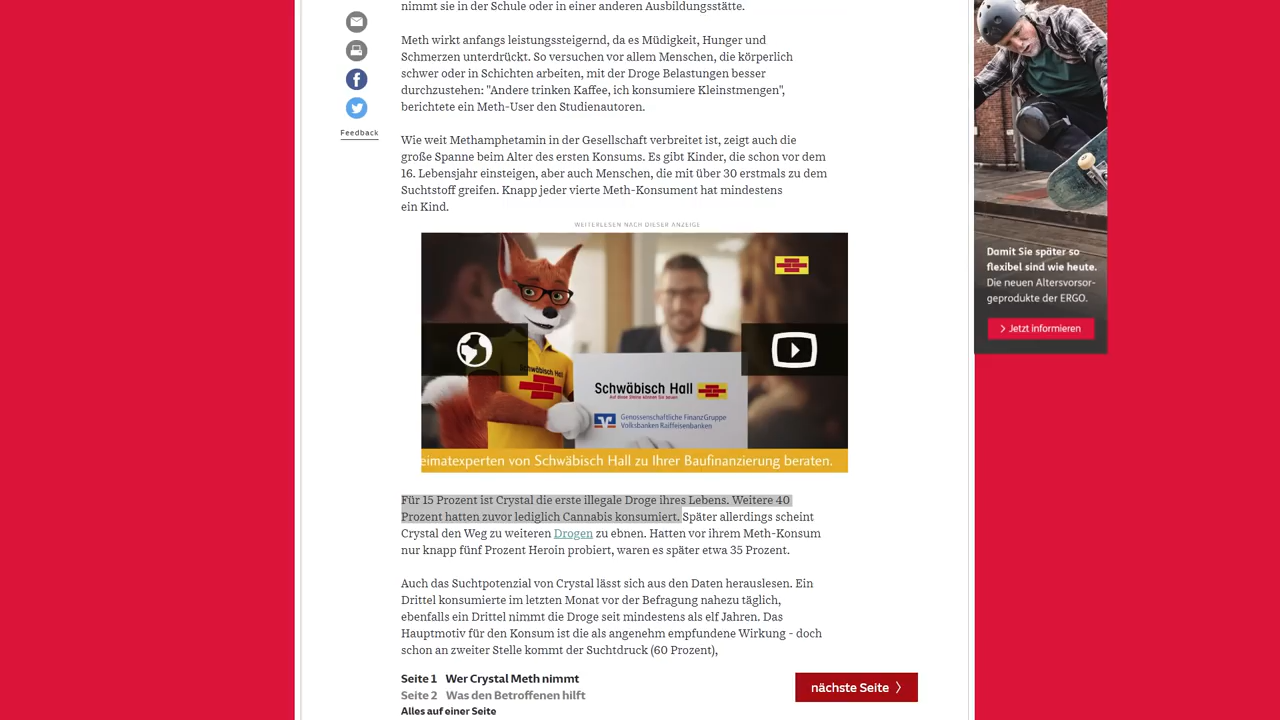 nimmt sie in der Schule oder in einer anderen Ausbildungsstätte.
Meth wirkt anfangs leistungssteigernd, da es Müdigkeit, Hunger und
Schmerzen unterdrückt. So versuchen vor allem Menschen, die körperlich
schwer oder in Schichten arbeiten, mit der Droge Belastungen besser
durchzustehen: "Andere trinken Kaffee, ich konsumiere Kleinstmengen",
berichtete ein Meth-User den Studienautoren.
Feedback
Wie weit Methamphetamin in der Gesellschaft verbreitet ist, zeigt auch die
große Spanne beim Alter des ersten Konsums. Es gibt Kinder, die schon vor dem
16. Lebensjahr einsteigen, aber auch Menschen, die mit über 30 erstmals zu dem
Suchtstoff greifen. Knapp jeder vierte Meth-Konsument hat mindestens
ein Kind.
WEITERLESEN NACH DIESER ANZEIGE
Schwäbisch Hall
Schwäbisch Hall
Auf diese Steine können Sie bauen
Genossenschaftliche FinanzGruppe
Volksbanken Raiffeisenbanken
eimatexperten von Schwäbisch Hall zu Ihrer Baufinanzierung beraten.
Damit Sie später so
flexibel sind wie heute.
Die neuen Altersvorsor-
geprodukte der ERGO.
Jetzt informieren
Für 15 Prozent ist Crystal die erste illegale Droge ihres Lebens. Weitere 40
Prozent hatten zuvor lediglich Cannabis konsumiert. Später allerdings scheint
Crystal den Weg zu weiteren Drogen zu ebnen. Hatten vor ihrem Meth-Konsum
nur knapp fünf Prozent Heroin probiert, waren es später etwa 35 Prozent.
Auch das Suchtpotenzial von Crystal lässt sich aus den Daten herauslesen. Ein
Drittel konsumierte im letzten Monat vor der Befragung nahezu täglich,
ebenfalls ein Drittel nimmt die Droge seit mindestens als elf Jahren. Das
Hauptmotiv für den Konsum ist die als angenehm empfundene Wirkung - doch
schon an zweiter Stelle kommt der Suchtdruck (60 Prozent),
Seite 1 Wer Crystal Meth nimmt
Seite 2 Was den Betroffenen hilft
Alles auf einer Seite
nächste Seite